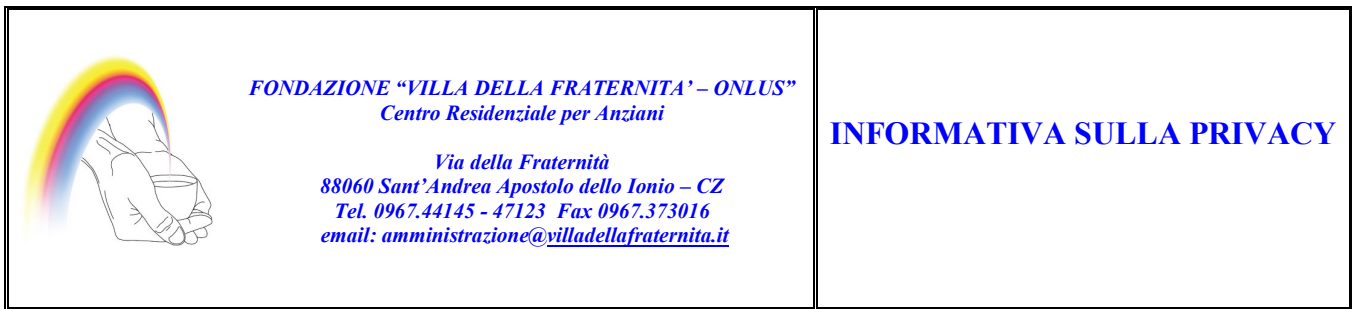 FONDAZIONE “VILLA DELLA FRATERNITA’ – ONLUS”
Centro Residenziale per Anziani
Via della Fraternità
88060 Sant’Andrea Apostolo dello Ionio – CZ
Tel. 0967.44145 - 47123 Fax 0967.373016
email: amministrazione@villadellafraternita.it
INFORMATIVA SULLA PRIVACY